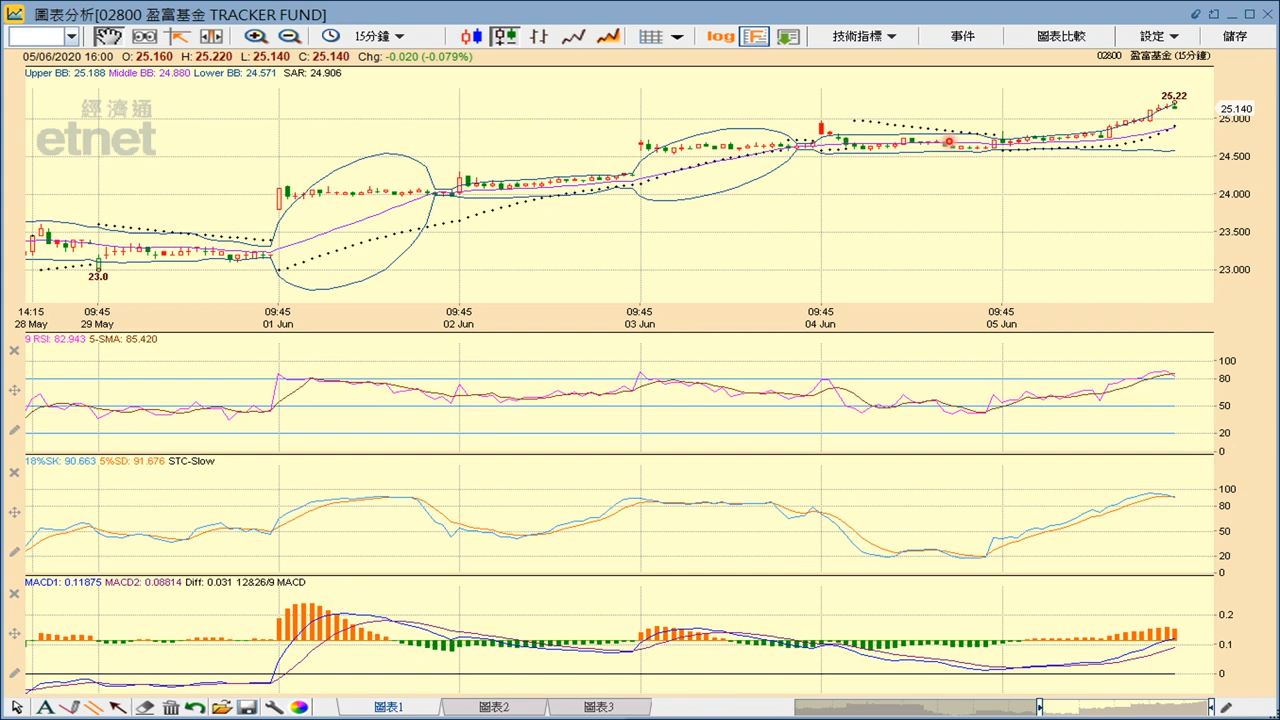 圖表分析[02800 盈富基金 TRACKER FUND]
15分鐘 log 技術指標 事件 圖表比較 設定 儲存
05/06/2020 16:00 O: 25.160 H: 25.220 L: 25.140 C: 25.140 Chg: -0.020 (-0.079%) 02800 盈富基金 (15分鐘)
Upper BB: 25.188 Middle BB: 24.880 Lower BB: 24.571 SAR: 24.906
經濟通
etnet
25.22
25.140
25.000
24.500
24.000
23.500
23.000
23.0
14:15 09:45 09:45 09:45 09:45 09:45 09:45
28 May 29 May 01 Jun 02 Jun 03 Jun 04 Jun 05 Jun
9 RSI: 82.943 5-SMA: 85.420
100
80
50
20
0
18%SK: 90.663 5%SD: 91.676 STC-Slow
100
80
50
20
0
MACD1: 0.11875 MACD2: 0.08814 Diff: 0.031 12&26/9 MACD
0.2
0.1
0
A 圖表1 圖表2 圖表3